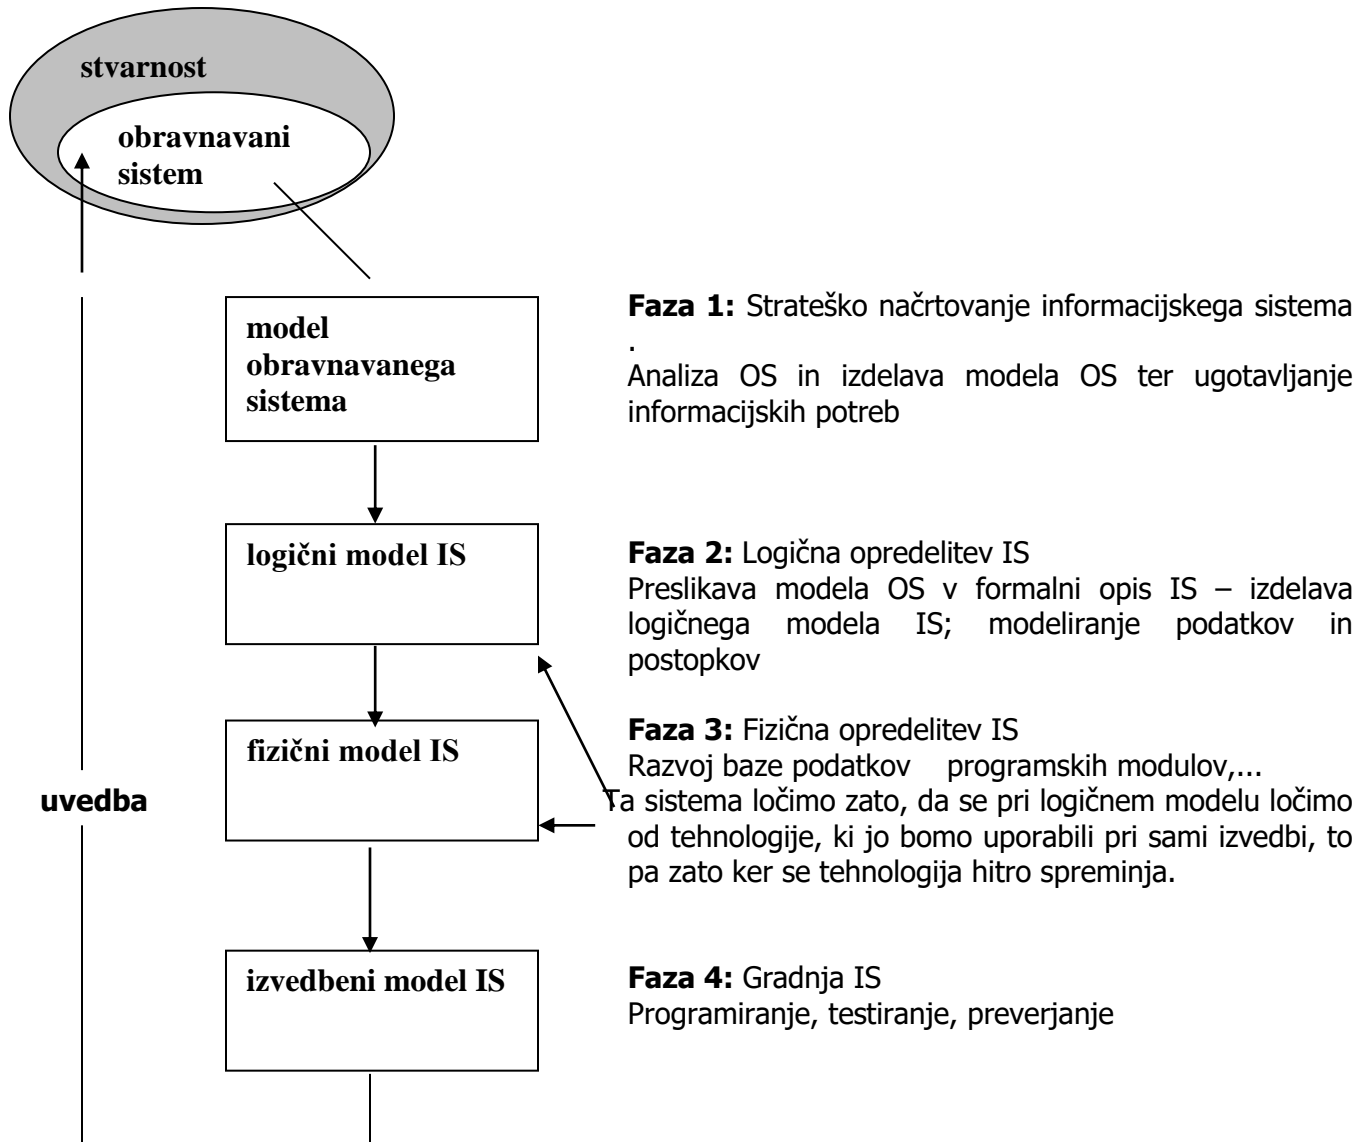 stvarnost
obravnavani
sistem
model
obravnavanega
sistema
Faza 1: Strateško načrtovanje informacijskega sistema
.
Analiza OS in izdelava modela OS ter ugotavljanje
informacijskih potreb
logični model IS
Faza 2: Logična opredelitev IS
Preslikava modela OS v formalni opis IS – izdelava
logičnega modela IS; modeliranje podatkov in
postopkov
fizični model IS
Faza 3: Fizična opredelitev IS
Razvoj baze podatkov programskih modulov,...
uvedba
Ta sistema ločimo zato, da se pri logičnem modelu ločimo
od tehnologije, ki jo bomo uporabili pri sami izvedbi, to
pa zato ker se tehnologija hitro spreminja.
izvedbeni model IS
Faza 4: Gradnja IS
Programiranje, testiranje, preverjanje